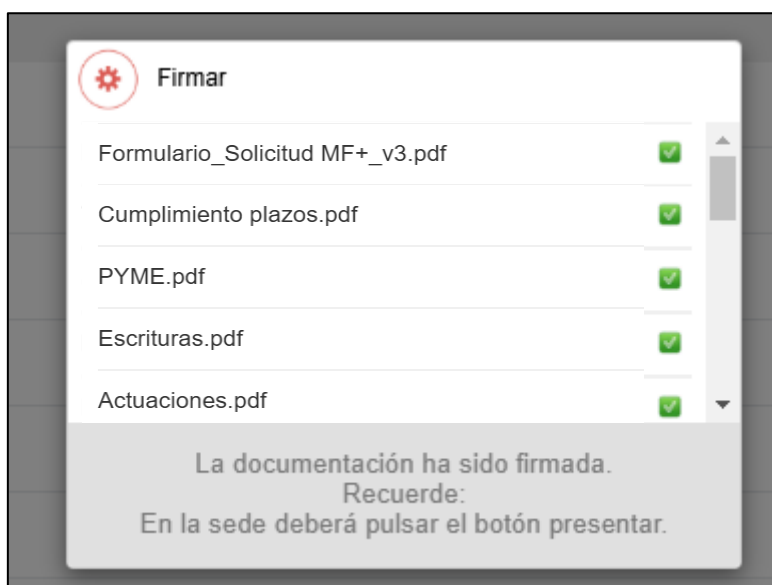 Firmar
Formulario_Solicitud MF+_v3.pdf
Cumplimiento plazos.pdf
PYME.pdf
Escrituras.pdf
Actuaciones.pdf
La documentación ha sido firmada.
Recuerde:
En la sede deberá pulsar el botón presentar.